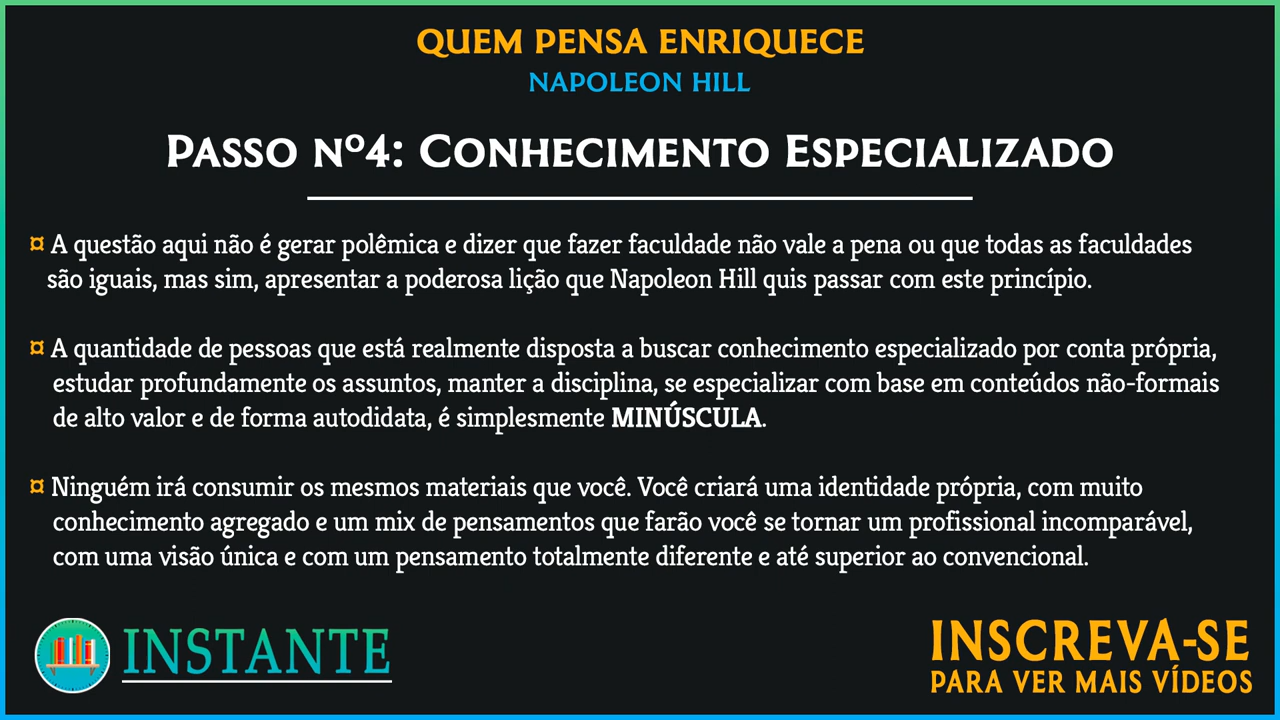 QUEM PENSA ENRIQUECE
NAPOLEON HILL
PASSO Nº4: CONHECIMENTO ESPECIALIZADO
¤ A questão aqui não é gerar polêmica e dizer que fazer faculdade não vale a pena ou que todas as faculdades
são iguais, mas sim, apresentar a poderosa lição que Napoleon Hill quis passar com este princípio.
¤ A quantidade de pessoas que está realmente disposta a buscar conhecimento especializado por conta própria,
estudar profundamente os assuntos, manter a disciplina, se especializar com base em conteúdos não-formais
de alto valor e de forma autodidata, é simplesmente MINÚSCULA.
¤ Ninguém irá consumir os mesmos materiais que você. Você criará uma identidade própria, com muito
conhecimento agregado e um mix de pensamentos que farão você se tornar um profissional incomparável,
com uma visão única e com um pensamento totalmente diferente e até superior ao convencional.
INSTANTE
INSCREVA-SE
PARA VER MAIS VÍDEOS